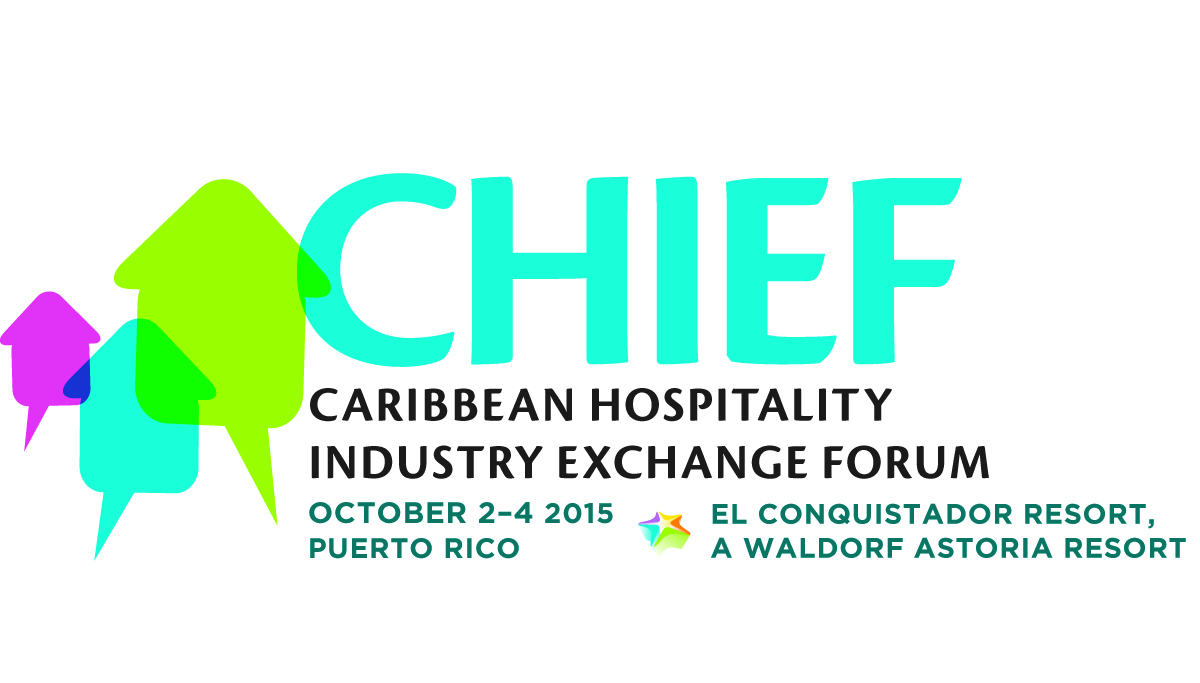 CHIEF
CARIBBEAN HOSPITALITY
INDUSTRY EXCHANGE FORUM
OCTOBER 2–4 2015
PUERTO RICO
EL CONQUISTADOR RESORT,
A WALDORF ASTORIA RESORT